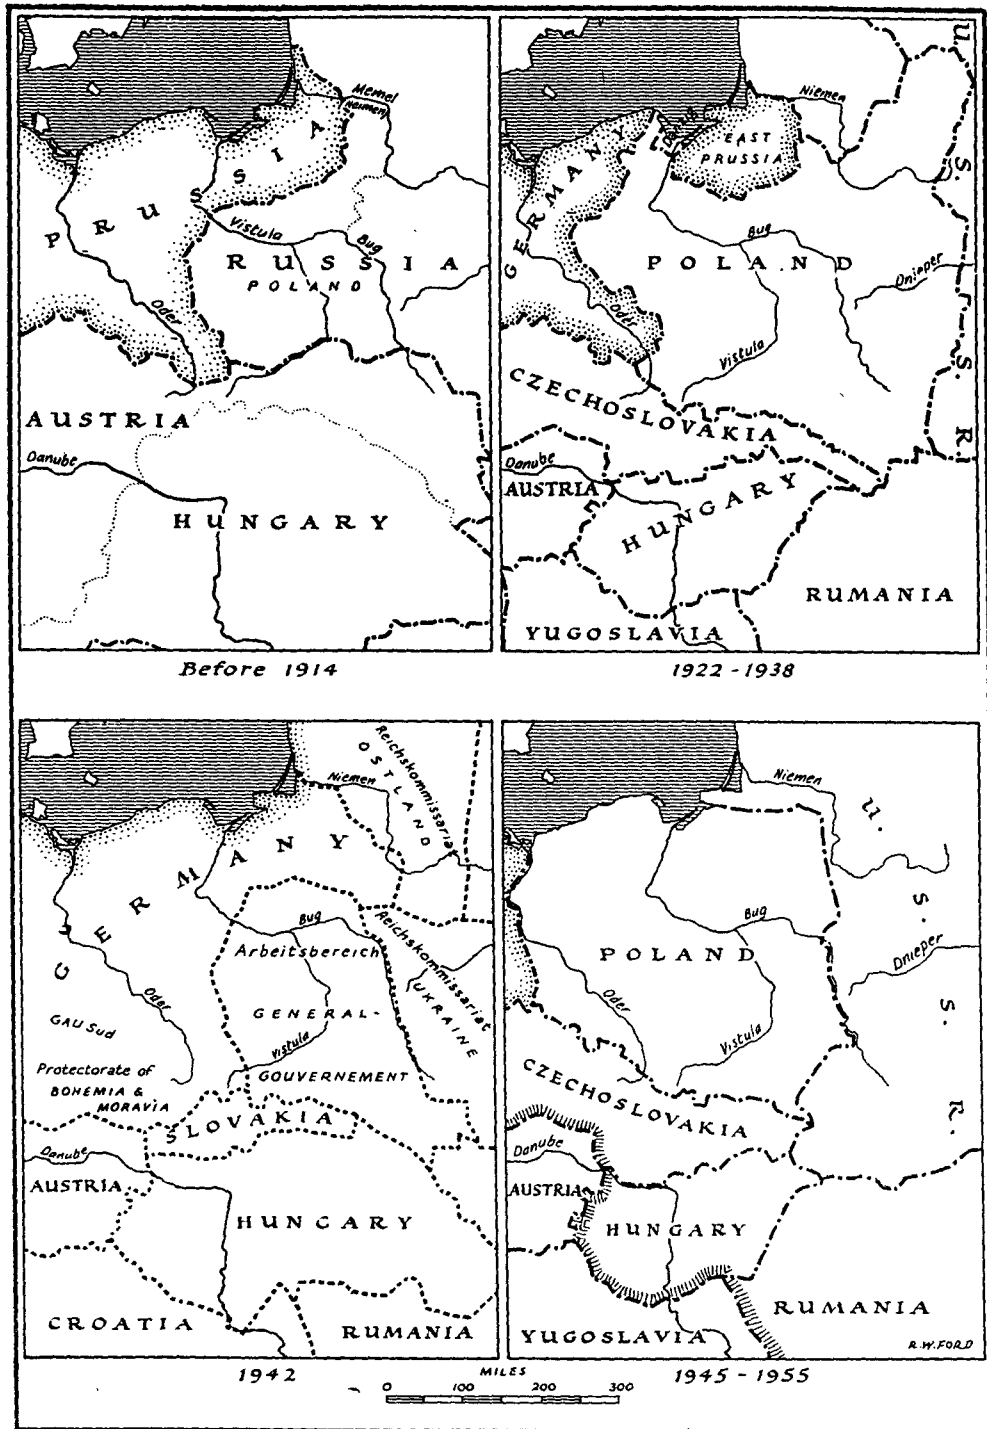 Memel
Niemen
PRUSSIA
Vistula
Bug
RUSSIA
POLAND
Oder
AUSTRIA
Danube
HUNGARY
Before 1914
U.S.S.R.
Niemen
Danzig
EAST
PRUSSIA
GERMANY
Bug
POLAND
Dnieper
Oder
Vistula
CZECHOSLOVAKIA
Danube
AUSTRIA
HUNGARY
RUMANIA
YUGOSLAVIA
1922-1938
Reichskommissariat
OSTLAND
Niemen
GERMANY
Bug
Arbeitsbereich
Reichskommissariat
UKRAINE
Oder
GENERAL-
GAU Sud
Vistula
Protectorate of
BOHEMIA &
MORAVIA
GOUVERNEMENT
SLOVAKIA
Danube
AUSTRIA
HUNGARY
CROATIA
RUMANIA
1942
Niemen
U.S.S.R.
Bug
POLAND
Dnieper
Oder
Vistula
CZECHOSLOVAKIA
Danube
AUSTRIA
HUNGARY
RUMANIA
YUGOSLAVIA
R.W.FORD
1945-1955
MILES
0 100 200 300